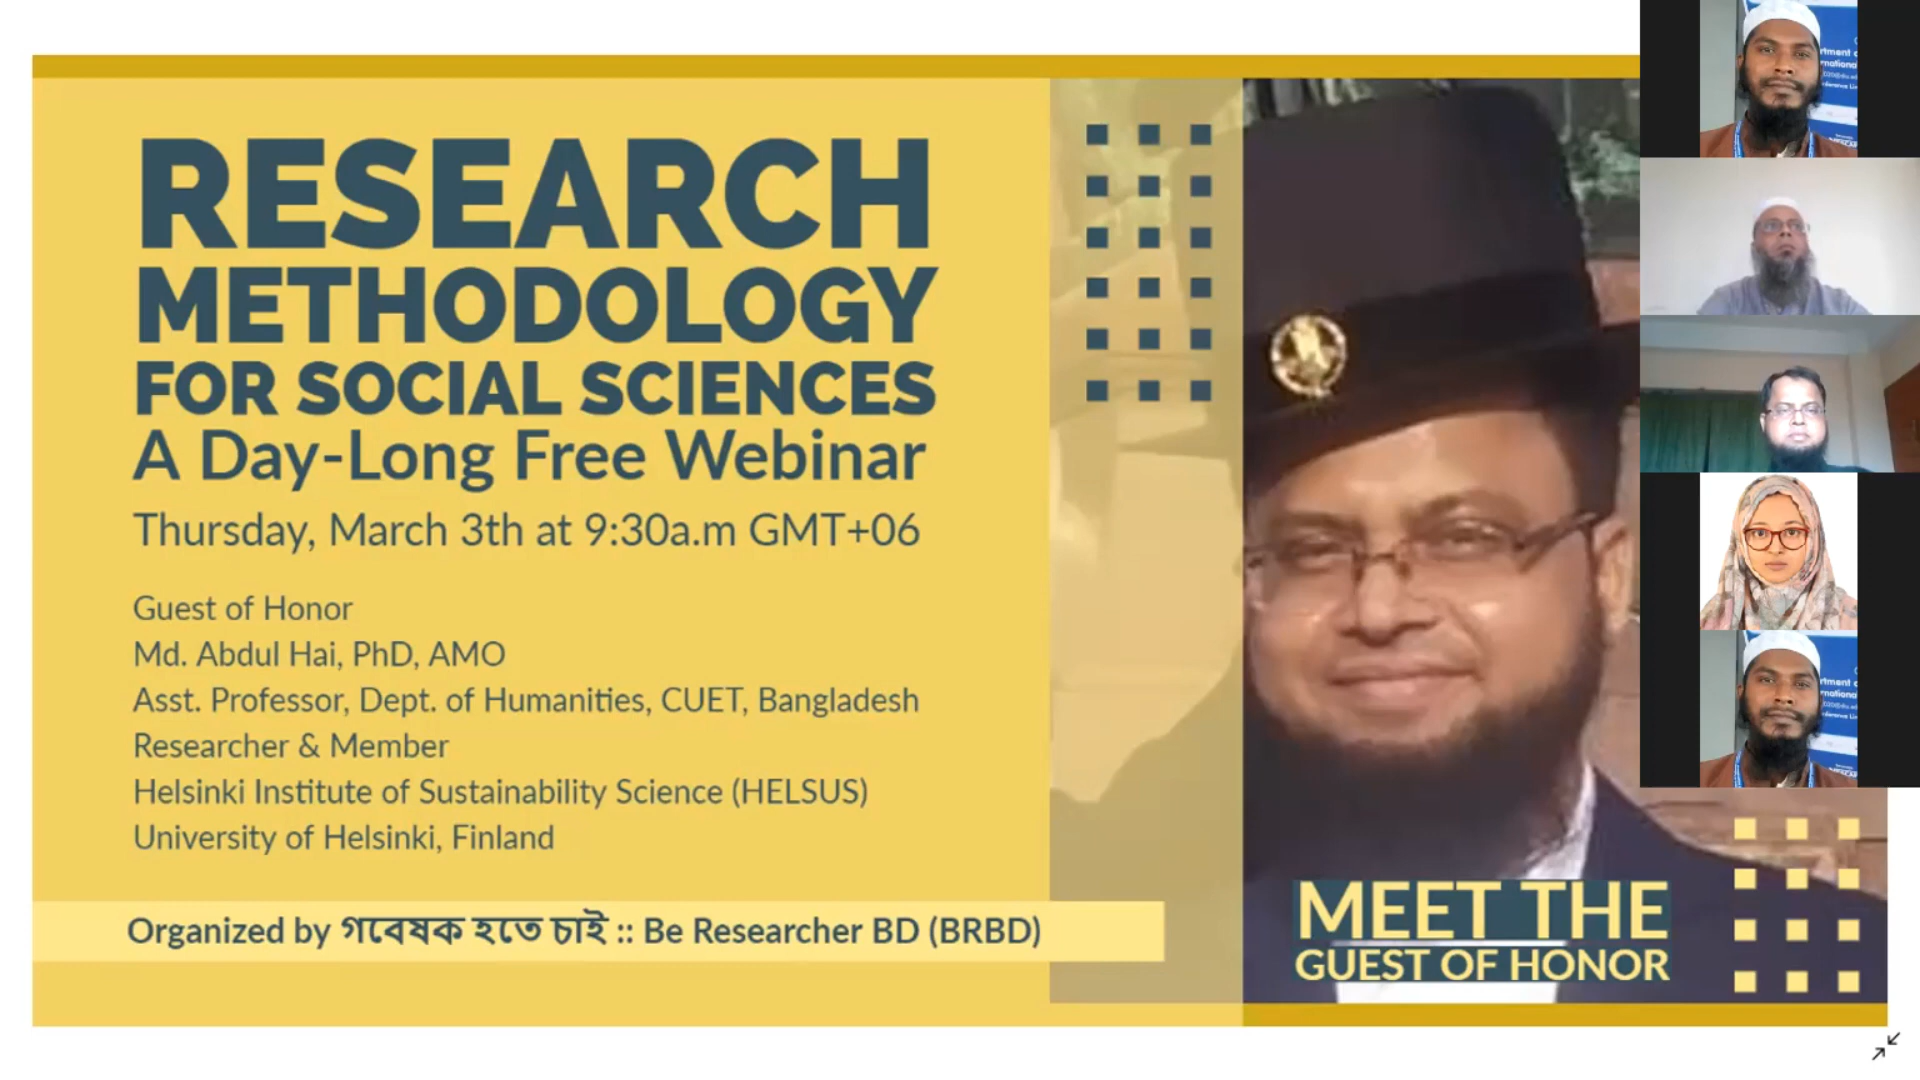 RESEARCH
METHODOLOGY
FOR SOCIAL SCIENCES
A Day-Long Free Webinar
Thursday, March 3th at 9:30a.m GMT+06
Guest of Honor
Md. Abdul Hai, PhD, AMO
Asst. Professor, Dept. of Humanities, CUET, Bangladesh
Researcher & Member
Helsinki Institute of Sustainability Science (HELSUS)
University of Helsinki, Finland
Organized by গবেষক হতে চাই :: Be Researcher BD (BRBD)
MEET THE
GUEST OF HONOR